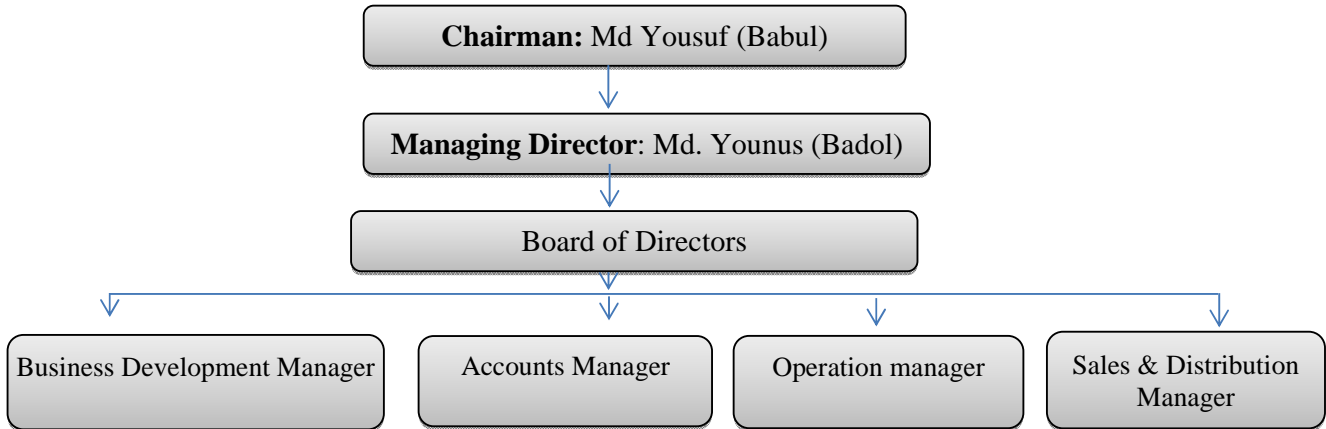 Chairman: Md Yousuf (Babul)
Managing Director: Md. Younus (Badol)
Board of Directors
Business Development Manager
Accounts Manager
Operation manager
Sales & Distribution
Manager